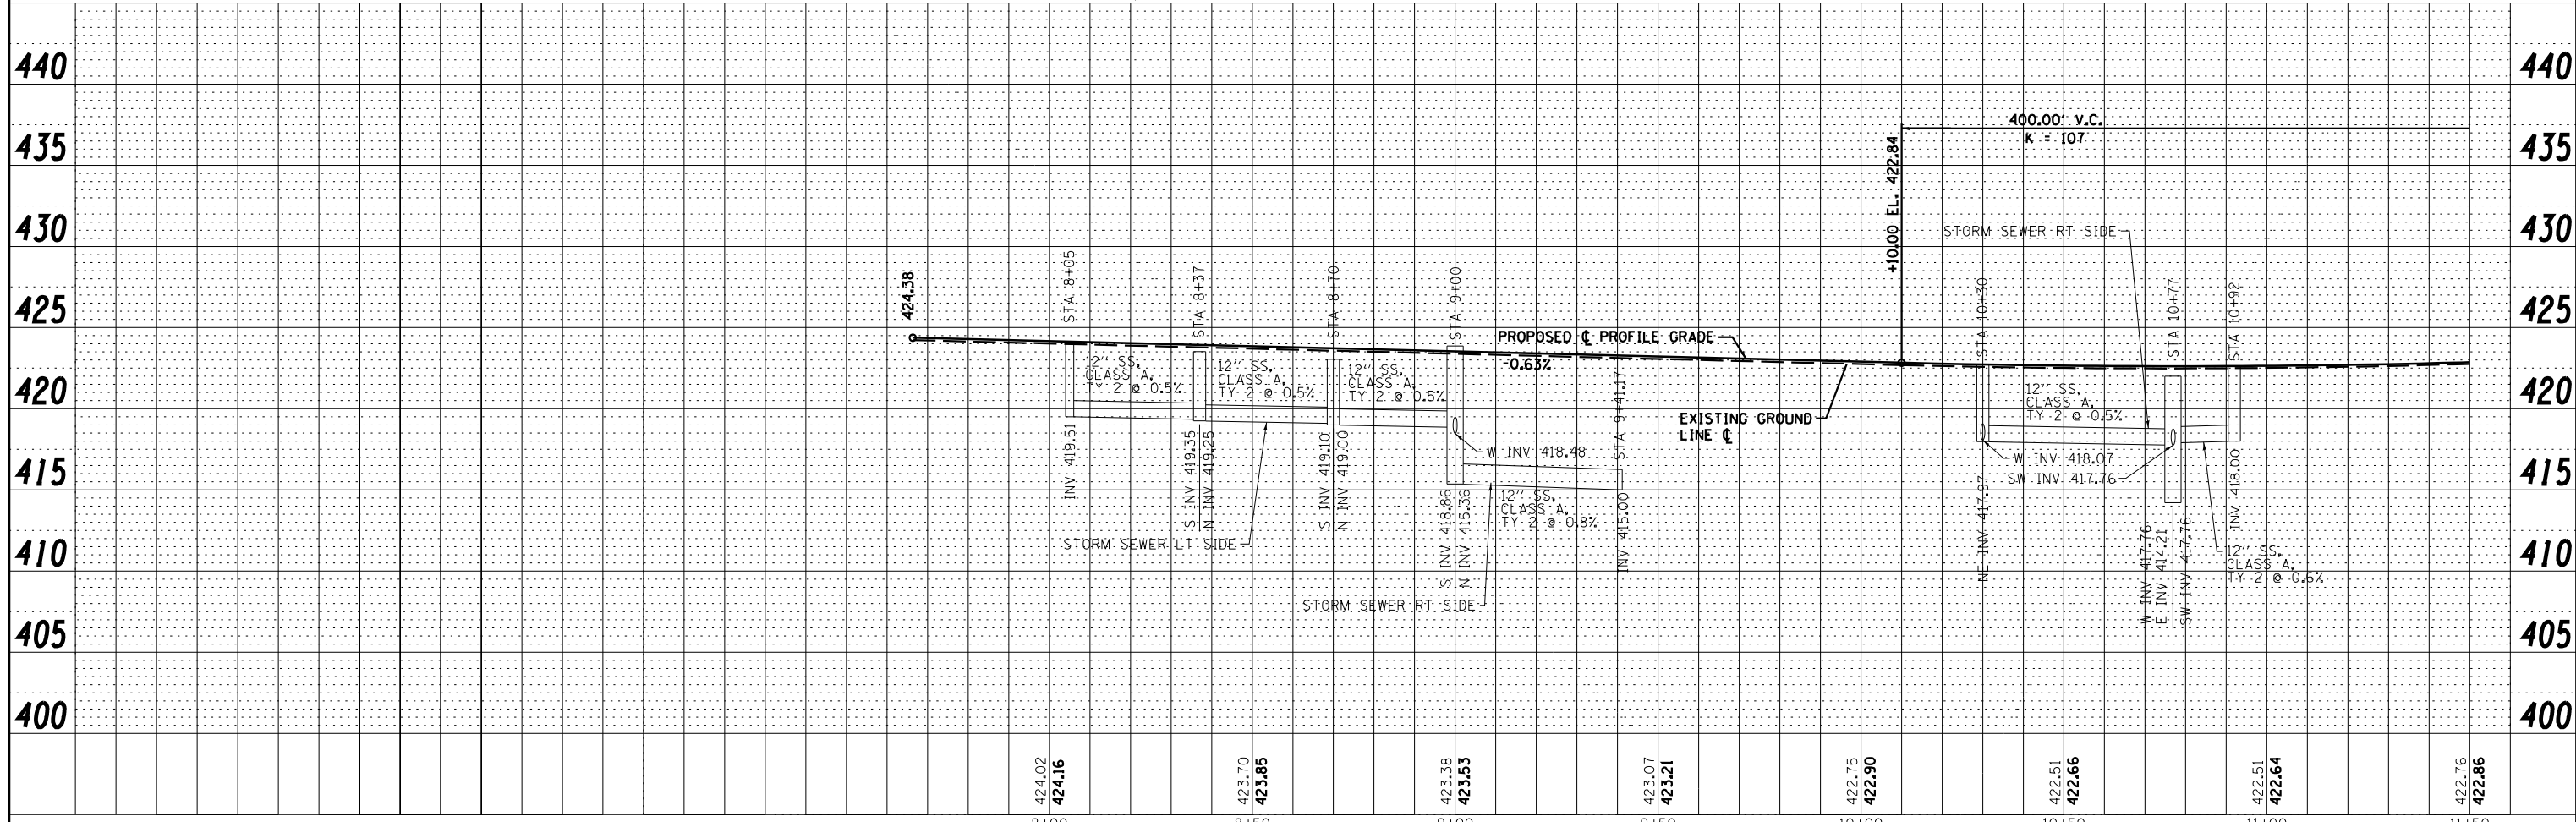 440
440
435
435
430
430
425
425
420
420
415
415
410
410
405
405
400
400
424.38
STA 8+05
STA 8+37
STA 8+70
STA 9+00
PROPOSED ℄ PROFILE GRADE
-0.63%
STA 9+41.17
EXISTING GROUND
LINE ℄
+10.00 EL. 422.84
400.00' V.C.
K = 107
STORM SEWER RT SIDE
STA 10+30
STA 10+77
STA 10+92
12'' SS,
CLASS A,
TY 2 @ 0.5%
12'' SS,
CLASS A,
TY 2 @ 0.5%
12'' SS,
CLASS A,
TY 2 @ 0.5%
12'' SS,
CLASS A,
TY 2 @ 0.5%
INV 419.51
S INV 419.35
N INV 419.25
S INV 419.10
N INV 419.00
W INV 418.48
S INV 418.86
N INV 415.36
12'' SS,
CLASS A,
TY 2 @ 0.8%
INV 415.00
STORM SEWER LT SIDE
STORM SEWER RT SIDE
W INV 418.07
SW INV 417.76
NE INV 417.97
W INV 417.76
E INV 414.21
SW INV 417.76
INV 418.00
12'' SS,
CLASS A,
TY 2 @ 0.6%
424.02
424.16
423.70
423.85
423.38
423.53
423.07
423.21
422.75
422.90
422.51
422.66
422.51
422.64
422.76
422.86